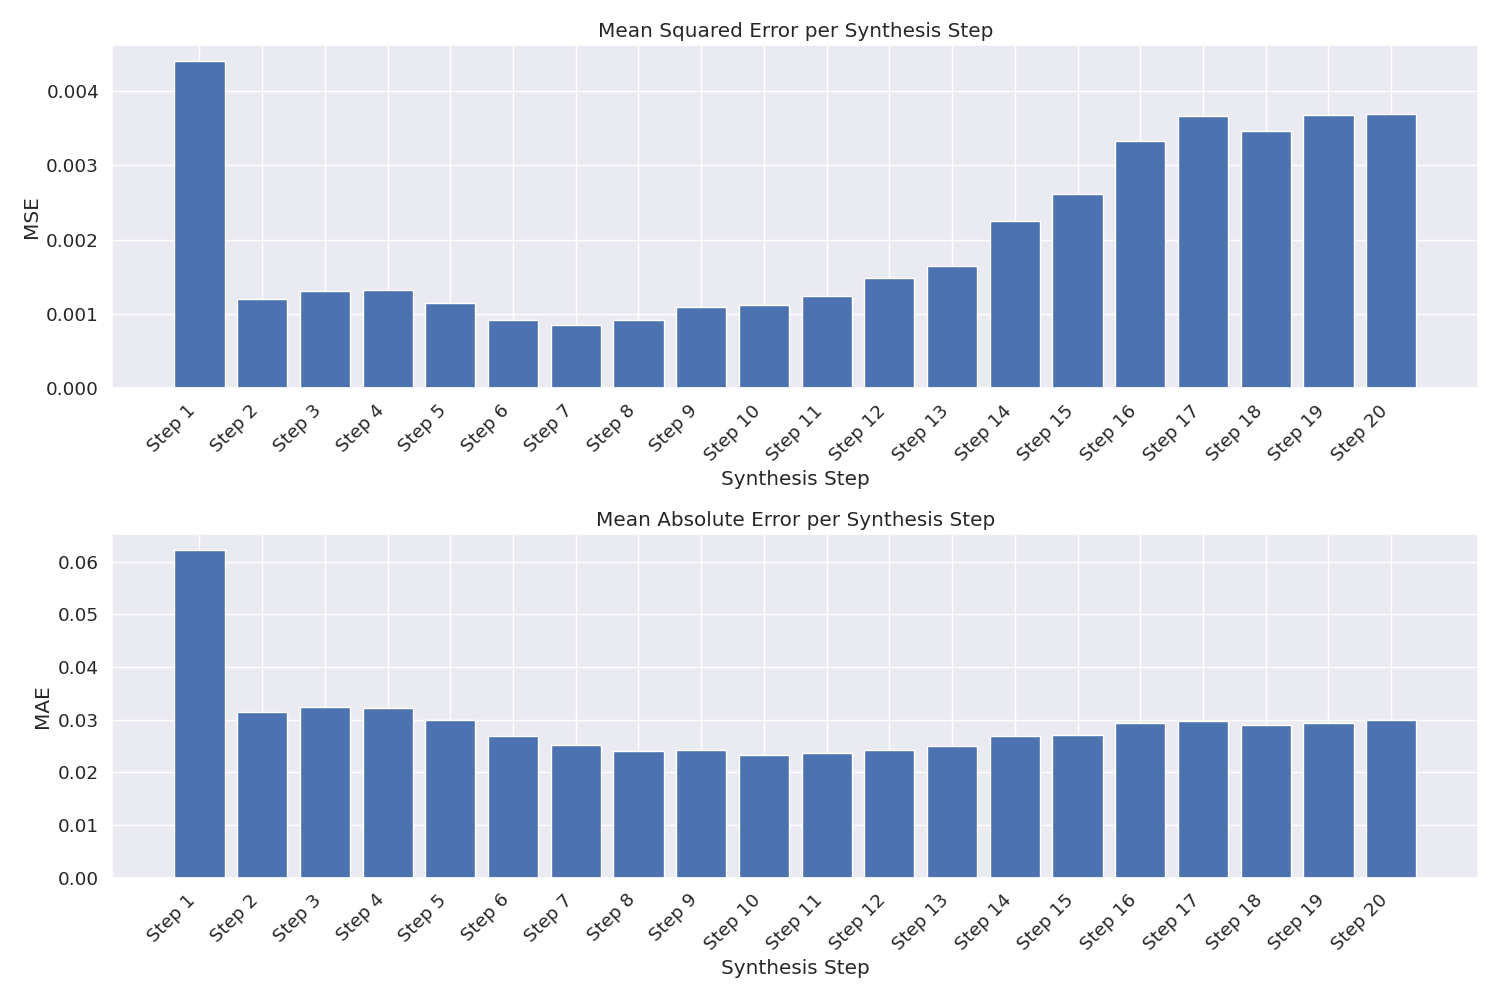 Mean Squared Error per Synthesis Step
MSE
0.004
0.003
0.002
0.001
0.000
Step 1
Step 2
Step 3
Step 4
Step 5
Step 6
Step 7
Step 8
Step 9
Step 10
Step 11
Step 12
Step 13
Step 14
Step 15
Step 16
Step 17
Step 18
Step 19
Step 20
Synthesis Step
Mean Absolute Error per Synthesis Step
MAE
0.06
0.05
0.04
0.03
0.02
0.01
0.00
Step 1
Step 2
Step 3
Step 4
Step 5
Step 6
Step 7
Step 8
Step 9
Step 10
Step 11
Step 12
Step 13
Step 14
Step 15
Step 16
Step 17
Step 18
Step 19
Step 20
Synthesis Step